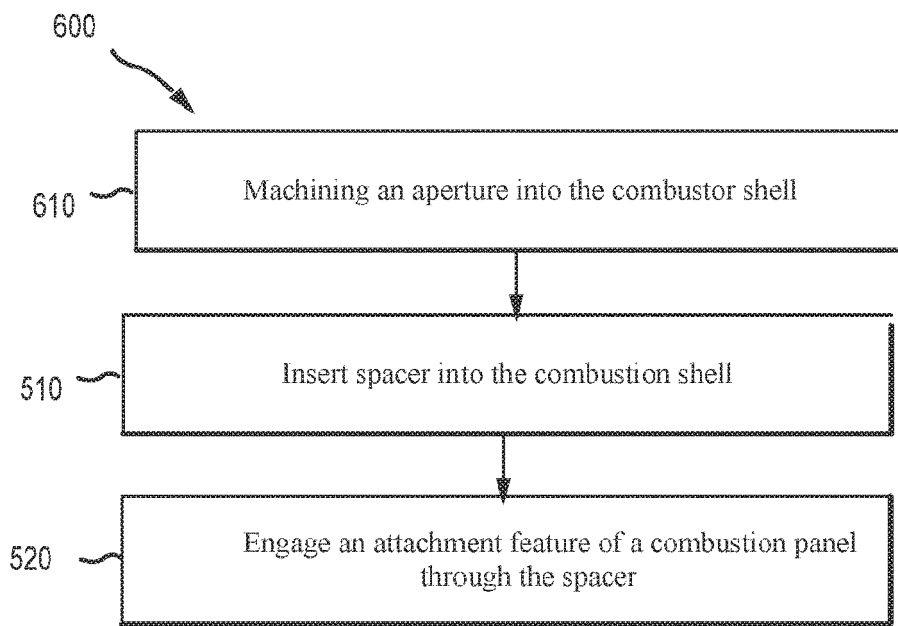 600
610
Machining an aperture into the combustor shell
510
Insert spacer into the combustion shell
520
Engage an attachment feature of a combustion panel
through the spacer